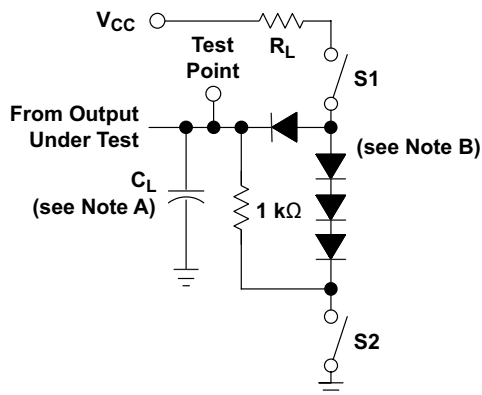 VCC
RL
Test
Point
S1
From Output
Under Test
(see Note B)
CL
(see Note A)
1 kΩ
S2